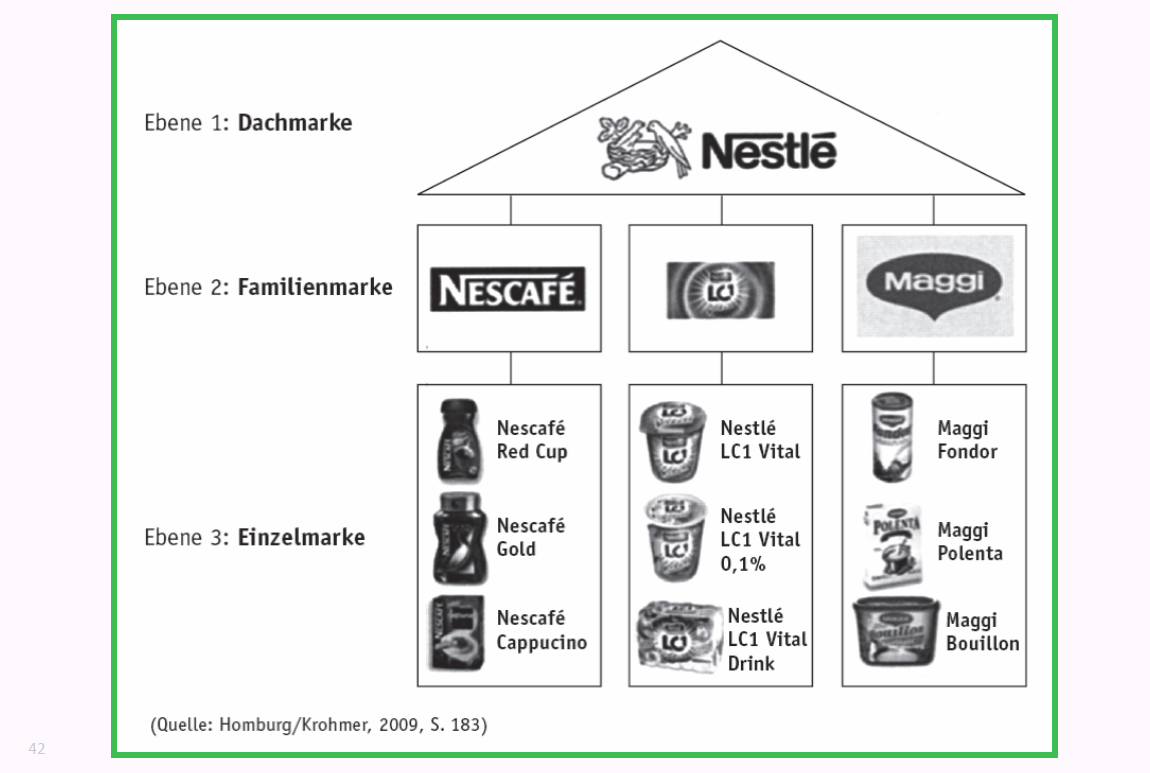 Ebene 1: Dachmarke
Nestlé
Ebene 2: Familienmarke
NESCAFÉ
LC1
Maggi
Nescafé
Red Cup
Nestlé
LC1 Vital
Maggi
Fondor
Ebene 3: Einzelmarke
Nescafé
Gold
Nestlé
LC1 Vital
0,1%
POLENTA
Maggi
Polenta
Nescafé
Cappucino
Nestlé
LC1 Vital
Drink
Maggi
Bouillon
(Quelle: Homburg/Krohmer, 2009, S. 183)
42